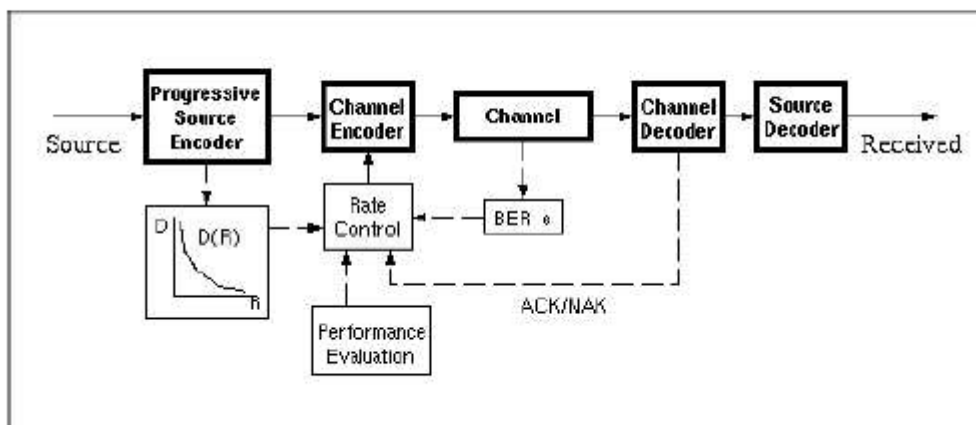 Progressive
Source
Encoder
Channel
Encoder
Channel
Channel
Decoder
Source
Decoder
Source
Received
D
D(R)
R
Rate
Control
BER e
ACK/NAK
Performance
Evaluation